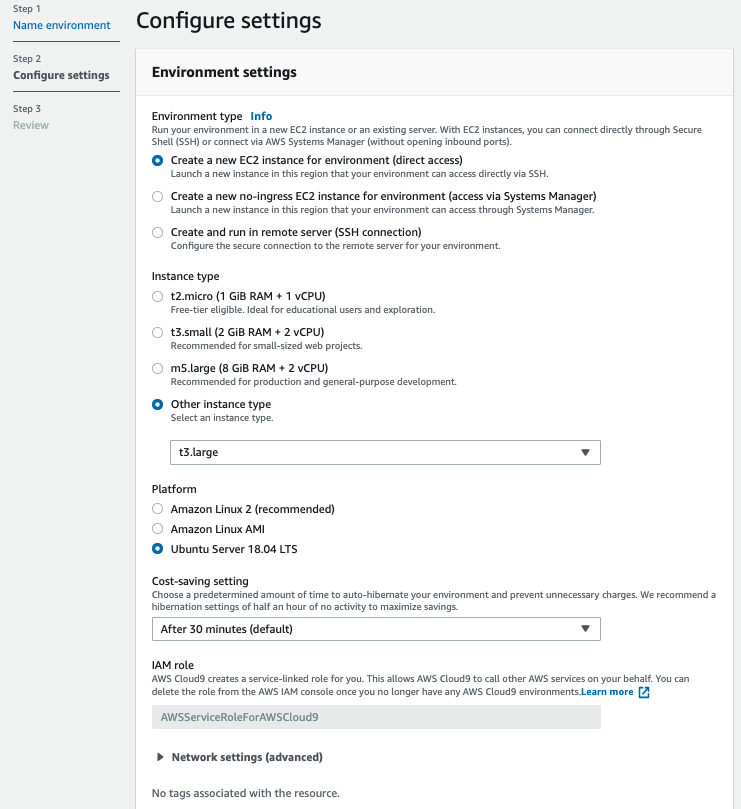 Step 1
Name environment
Step 2
Configure settings
Step 3
Review
Configure settings
Environment settings
Environment type Info
Run your environment in a new EC2 instance or an existing server. With EC2 instances, you can connect directly through Secure
Shell (SSH) or connect via AWS Systems Manager (without opening inbound ports).
Create a new EC2 instance for environment (direct access)
Launch a new instance in this region that your environment can access directly via SSH.
Create a new no-ingress EC2 instance for environment (access via Systems Manager)
Launch a new instance in this region that your environment can access through Systems Manager.
Create and run in remote server (SSH connection)
Configure the secure connection to the remote server for your environment.
Instance type
t2.micro (1 GiB RAM + 1 vCPU)
Free-tier eligible. Ideal for educational users and exploration.
t3.small (2 GiB RAM + 2 vCPU)
Recommended for small-sized web projects.
m5.large (8 GiB RAM + 2 vCPU)
Recommended for production and general-purpose development.
Other instance type
Select an instance type.
t3.large
Platform
Amazon Linux 2 (recommended)
Amazon Linux AMI
Ubuntu Server 18.04 LTS
Cost-saving setting
Choose a predetermined amount of time to auto-hibernate your environment and prevent unnecessary charges. We recommend a
hibernation settings of half an hour of no activity to maximize savings.
After 30 minutes (default)
IAM role
AWS Cloud9 creates a service-linked role for you. This allows AWS Cloud9 to call other AWS services on your behalf. You can
delete the role from the AWS IAM console once you no longer have any AWS Cloud9 environments.Learn more
AWSServiceRoleForAWSCloud9
Network settings (advanced)
No tags associated with the resource.